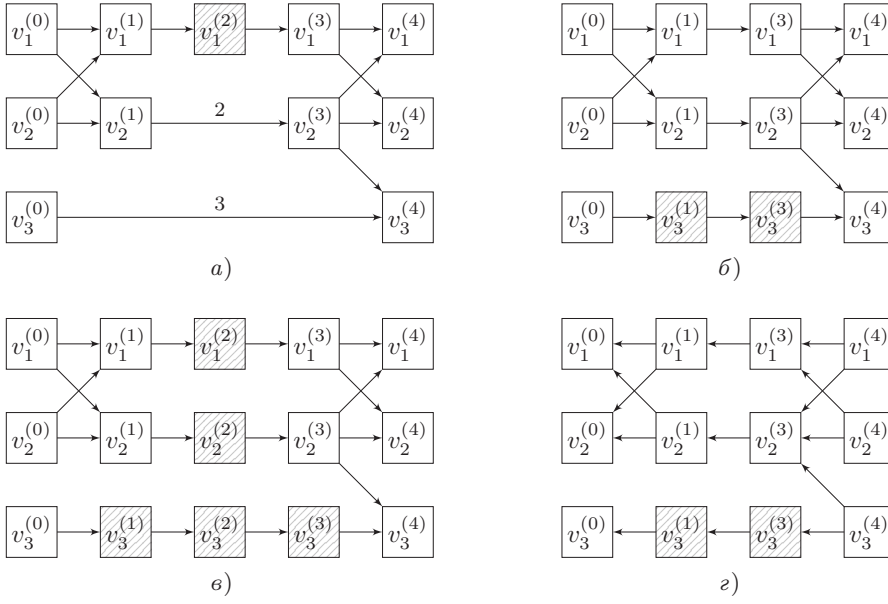 v_1^{(0)} v_1^{(1)} v_1^{(2)} v_1^{(3)} v_1^{(4)}
v_2^{(0)} v_2^{(1)} 2 v_2^{(3)} v_2^{(4)}
v_3^{(0)} 3 v_3^{(4)}
а)
v_1^{(0)} v_1^{(1)} v_1^{(3)} v_1^{(4)}
v_2^{(0)} v_2^{(1)} v_2^{(3)} v_2^{(4)}
v_3^{(0)} v_3^{(1)} v_3^{(3)} v_3^{(4)}
б)
v_1^{(0)} v_1^{(1)} v_1^{(2)} v_1^{(3)} v_1^{(4)}
v_2^{(0)} v_2^{(1)} v_2^{(2)} v_2^{(3)} v_2^{(4)}
v_3^{(0)} v_3^{(1)} v_3^{(2)} v_3^{(3)} v_3^{(4)}
в)
v_1^{(0)} v_1^{(1)} v_1^{(3)} v_1^{(4)}
v_2^{(0)} v_2^{(1)} v_2^{(3)} v_2^{(4)}
v_3^{(0)} v_3^{(1)} v_3^{(3)} v_3^{(4)}
г)